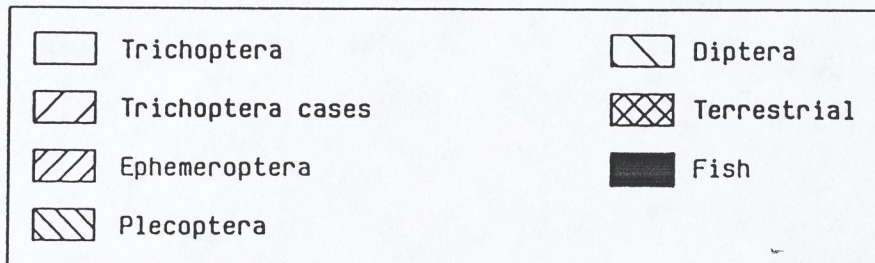 Trichoptera
Trichoptera cases
Ephemeroptera
Plecoptera
Diptera
Terrestrial
Fish